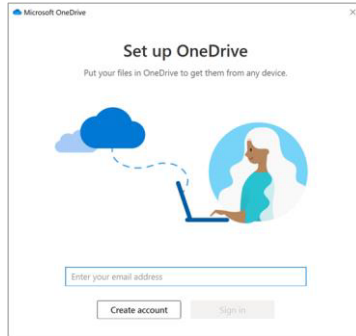 Microsoft OneDrive
Set up OneDrive
Put your files in OneDrive to get them from any device.
Enter your email address
Create account
Sign in